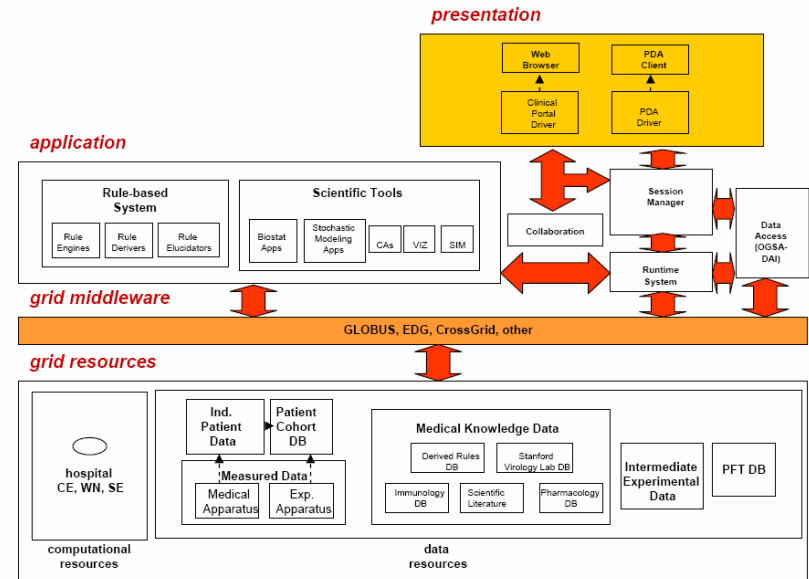 presentation
Web
Browser
PDA
Client
Clinical
Portal
Driver
PDA
Driver
application
Rule-based
System
Rule
Engines
Rule
Derivers
Rule
Elucidators
Scientific Tools
Biostat
Apps
Stochastic
Modeling
Apps
CAs
VIZ
SIM
Collaboration
Session
Manager
Runtime
System
Data
Access
(OGSA-
DAI)
grid middleware
GLOBUS, EDG, CrossGrid, other
grid resources
hospital
CE, WN, SE
computational
resources
Ind.
Patient
Data
Patient
Cohort
DB
Measured Data
Medical
Apparatus
Exp.
Apparatus
Medical Knowledge Data
Derived Rules
DB
Stanford
Virology Lab DB
Immunology
DB
Scientific
Literature
Pharmacology
DB
Intermediate
Experimental
Data
PFT DB
data
resources